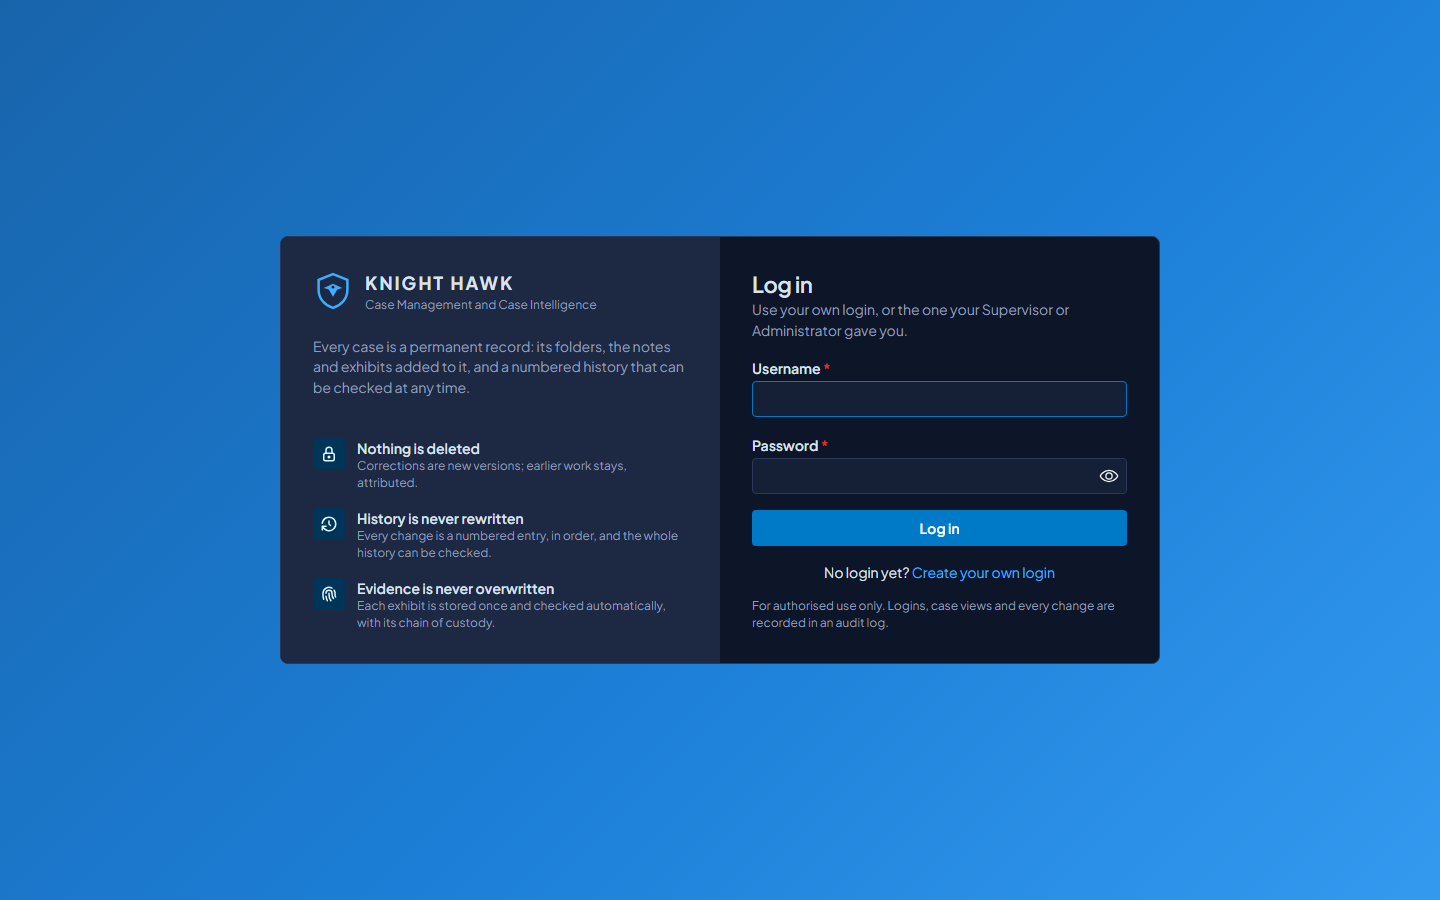 KNIGHT HAWK
Case Management and Case Intelligence
Every case is a permanent record: its folders, the notes
and exhibits added to it, and a numbered history that can
be checked at any time.
Nothing is deleted
Corrections are new versions; earlier work stays,
attributed.
History is never rewritten
Every change is a numbered entry, in order, and the whole
history can be checked.
Evidence is never overwritten
Each exhibit is stored once and checked automatically,
with its chain of custody.
Log in
Use your own login, or the one your Supervisor or
Administrator gave you.
Username *
Password *
Log in
No login yet? Create your own login
For authorised use only. Logins, case views and every change are
recorded in an audit log.